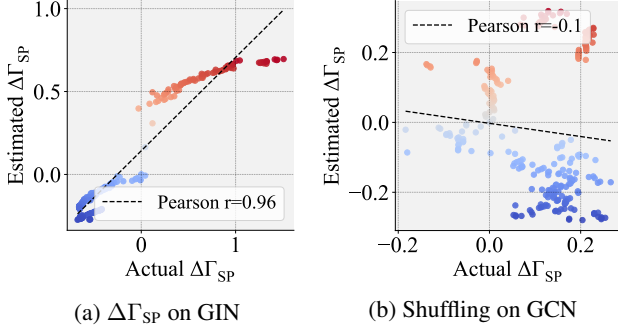 (a)
1.0
0.5
0.0
Estimated ΔΓSP
Pearson r=0.96
0
1
Actual ΔΓSP
(a) ΔΓSP on GIN
(b)
Pearson r=-0.1
0.2
0.0
−0.2
Estimated ΔΓSP
−0.2
0.0
0.2
Actual ΔΓSP
(b) Shuffling on GCN